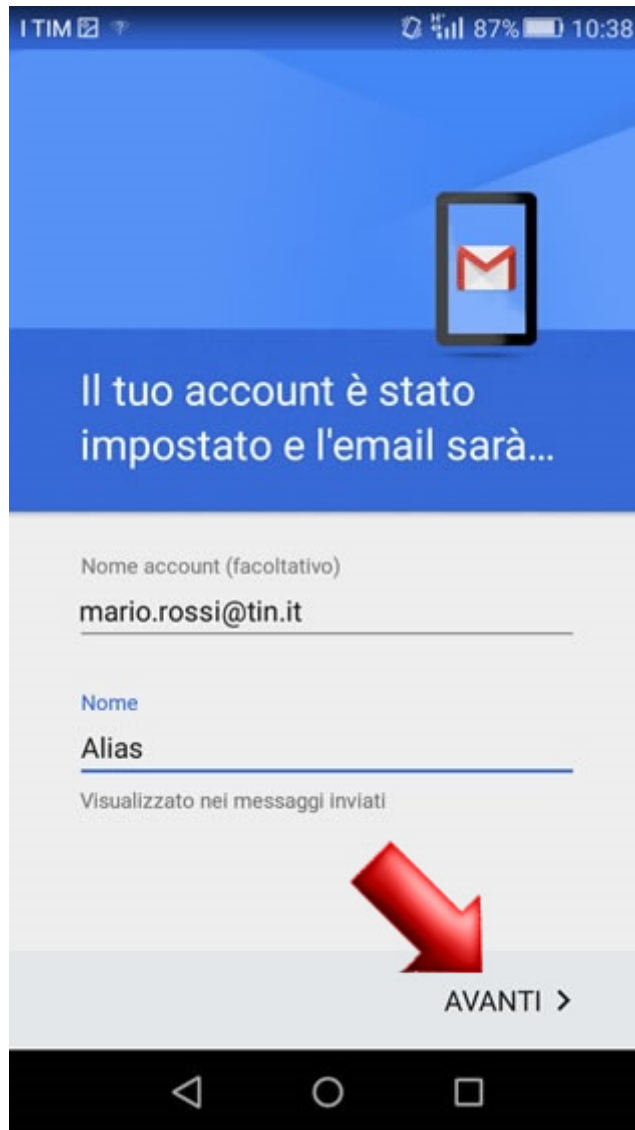 I TIM 87% 10:38
Il tuo account è stato
impostato e l'email sarà...
Nome account (facoltativo)
mario.rossi@tin.it
Nome
Alias
Visualizzato nei messaggi inviati
AVANTI